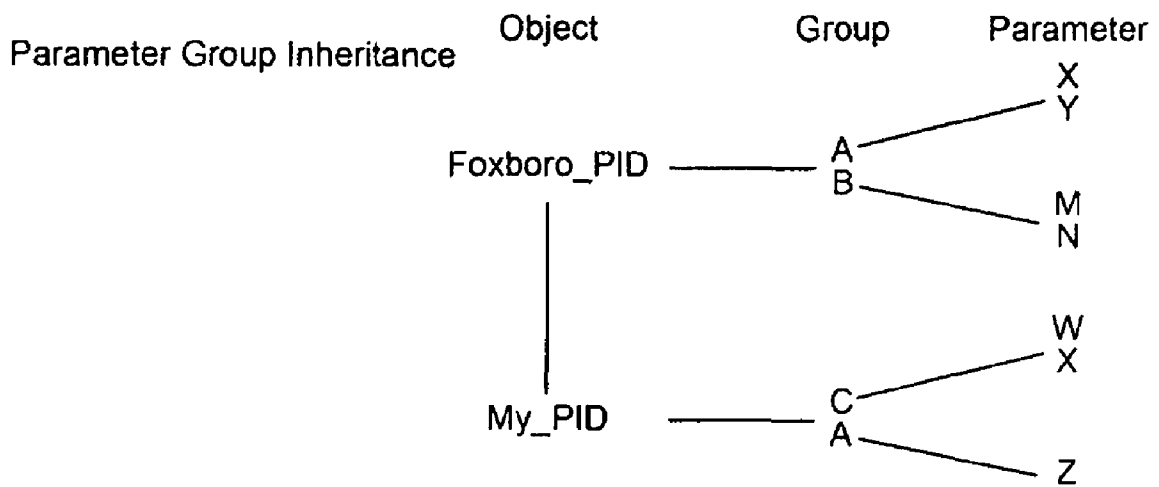 Parameter Group Inheritance
Object Group Parameter
X
Y
Foxboro_PID
A
B
M
N
W
X
My_PID
C
A
Z